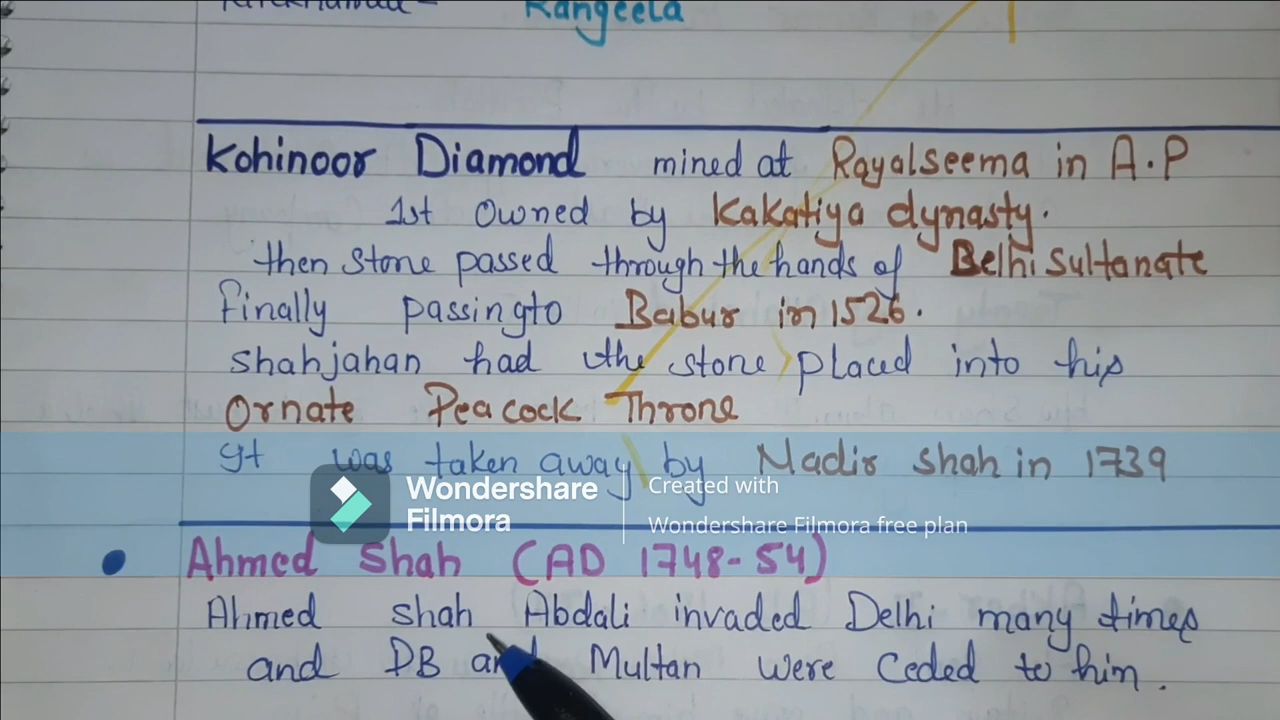 Rangeela
Kohinoor Diamond mined at Rayalseema in A.P
1st owned by Kakatiya dynasty.
then stone passed through the hands of Delhi Sultanate
finally passing to Babur in 1526.
shahjahan had the stone placed into his
Ornate Peacock Throne
It was taken away by Nadir shah in 1739
Wondershare
Filmora
Created with
Wondershare Filmora free plan
Ahmed Shah (AD 1748-54)
Ahmed shah Abdali invaded Delhi many times
and PB and Multan were Ceded to him.